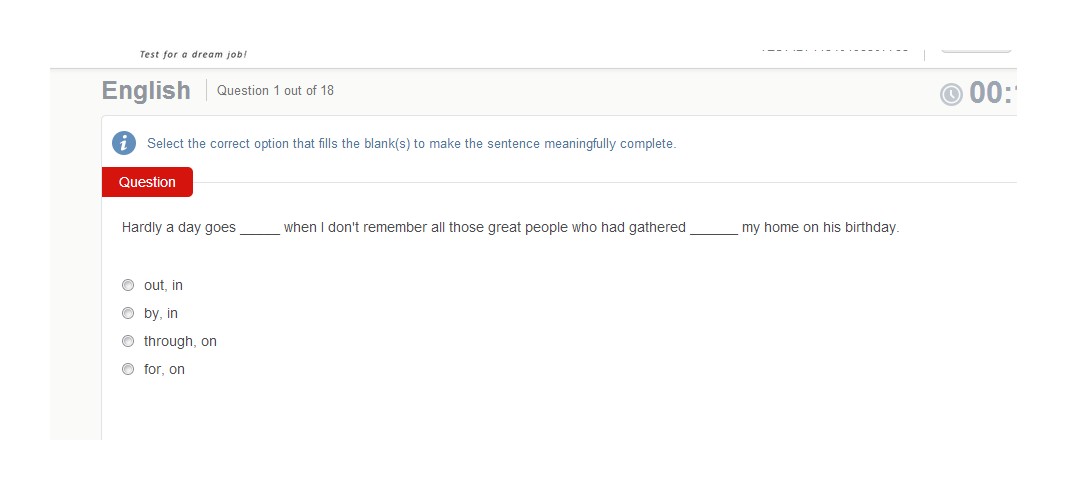 Test for a dream job!
English
Question 1 out of 18
00:
Select the correct option that fills the blank(s) to make the sentence meaningfully complete.
Question
Hardly a day goes _____ when I don't remember all those great people who had gathered ______ my home on his birthday.
out, in
by, in
through, on
for, on